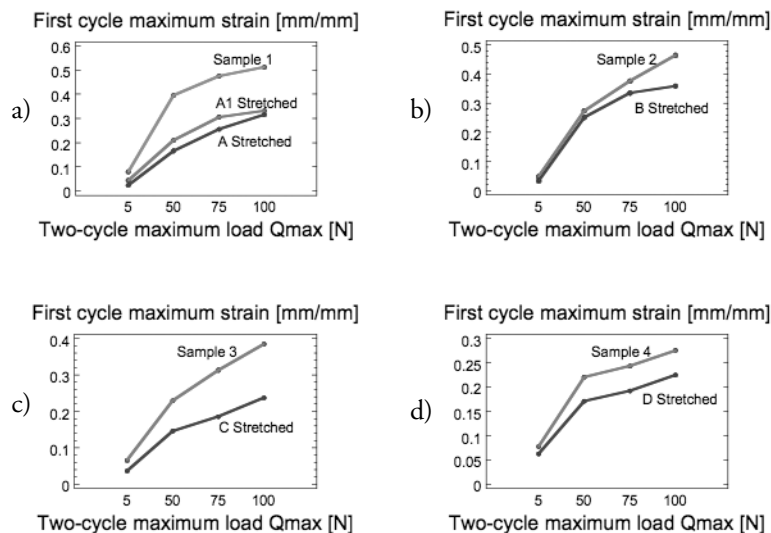 First cycle maximum strain [mm/mm]
0.6
0.5
0.4
0.3
0.2
0.1
0
Sample 1
A1 Stretched
A Stretched
a)
5 50 75 100
Two-cycle maximum load Qmax [N]
First cycle maximum strain [mm/mm]
0.5
0.4
0.3
0.2
0.1
0
Sample 2
B Stretched
b)
5 50 75 100
Two-cycle maximum load Qmax [N]
First cycle maximum strain [mm/mm]
0.4
0.3
0.2
0.1
0
Sample 3
C Stretched
c)
5 50 75 100
Two-cycle maximum load Qmax [N]
First cycle maximum strain [mm/mm]
0.3
0.25
0.2
0.15
0.1
0.05
0
Sample 4
D Stretched
d)
5 50 75 100
Two-cycle maximum load Qmax [N]